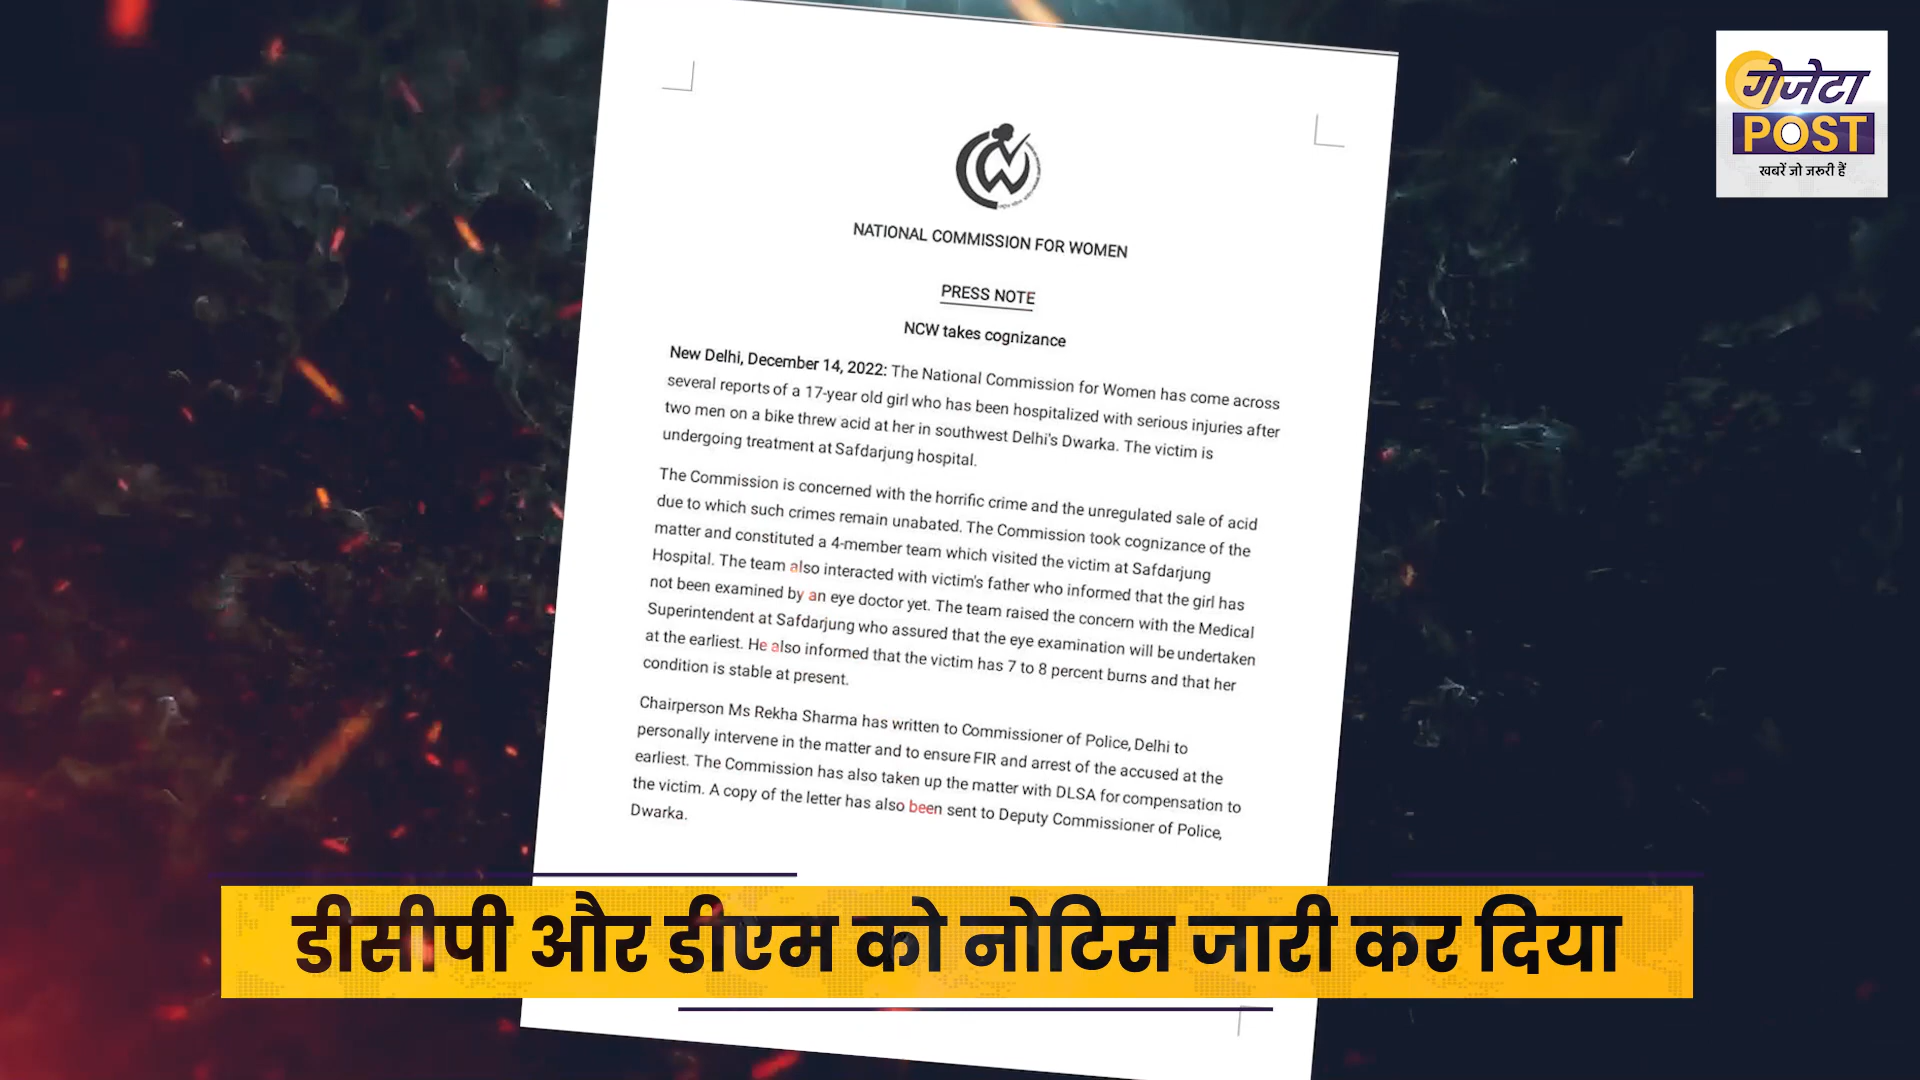 गेजेटा
POST
खबरें जो जरूरी हैं
NATIONAL COMMISSION FOR WOMEN
PRESS NOTE
NCW takes cognizance
New Delhi, December 14, 2022: The National Commission for Women has come across
several reports of a 17-year old girl who has been hospitalized with serious injuries after
two men on a bike threw acid at her in southwest Delhi's Dwarka. The victim is
undergoing treatment at Safdarjung hospital.
The Commission is concerned with the horrific crime and the unregulated sale of acid
due to which such crimes remain unabated. The Commission took cognizance of the
matter and constituted a 4-member team which visited the victim at Safdarjung
Hospital. The team also interacted with victim's father who informed that the girl has
not been examined by an eye doctor yet. The team raised the concern with the Medical
Superintendent at Safdarjung who assured that the eye examination will be undertaken
at the earliest. He also informed that the victim has 7 to 8 percent burns and that her
condition is stable at present.
Chairperson Ms Rekha Sharma has written to Commissioner of Police, Delhi to
personally intervene in the matter and to ensure FIR and arrest of the accused at the
earliest. The Commission has also taken up the matter with DLSA for compensation to
the victim. A copy of the letter has also been sent to Deputy Commissioner of Police,
Dwarka.
डीसीपी और डीएम को नोटिस जारी कर दिया